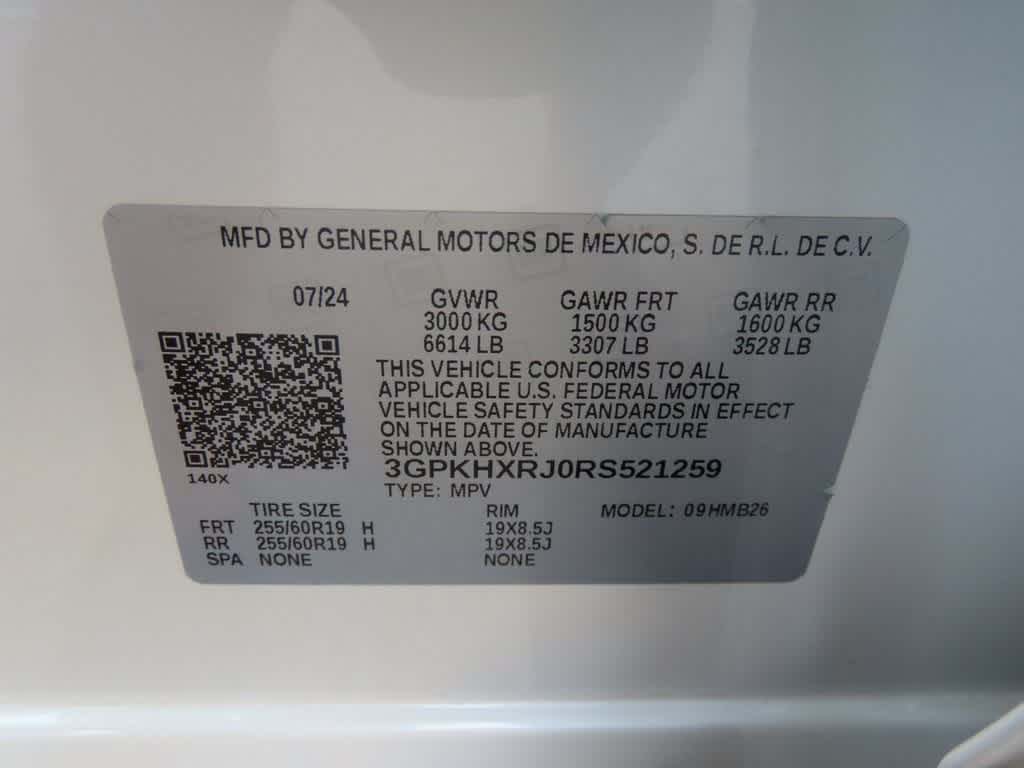 MFD BY GENERAL MOTORS DE MEXICO, S. DE R.L. DE C.V.
07/24 GVWR GAWR FRT GAWR RR
3000 KG 1500 KG 1600 KG
6614 LB 3307 LB 3528 LB
THIS VEHICLE CONFORMS TO ALL
APPLICABLE U.S. FEDERAL MOTOR
VEHICLE SAFETY STANDARDS IN EFFECT
ON THE DATE OF MANUFACTURE
SHOWN ABOVE.
3GPKHXRJ0RS521259
140X
TYPE: MPV
TIRE SIZE RIM MODEL: 09HMB26
FRT 255/60R19 H 19X8.5J
RR 255/60R19 H 19X8.5J
SPA NONE NONE